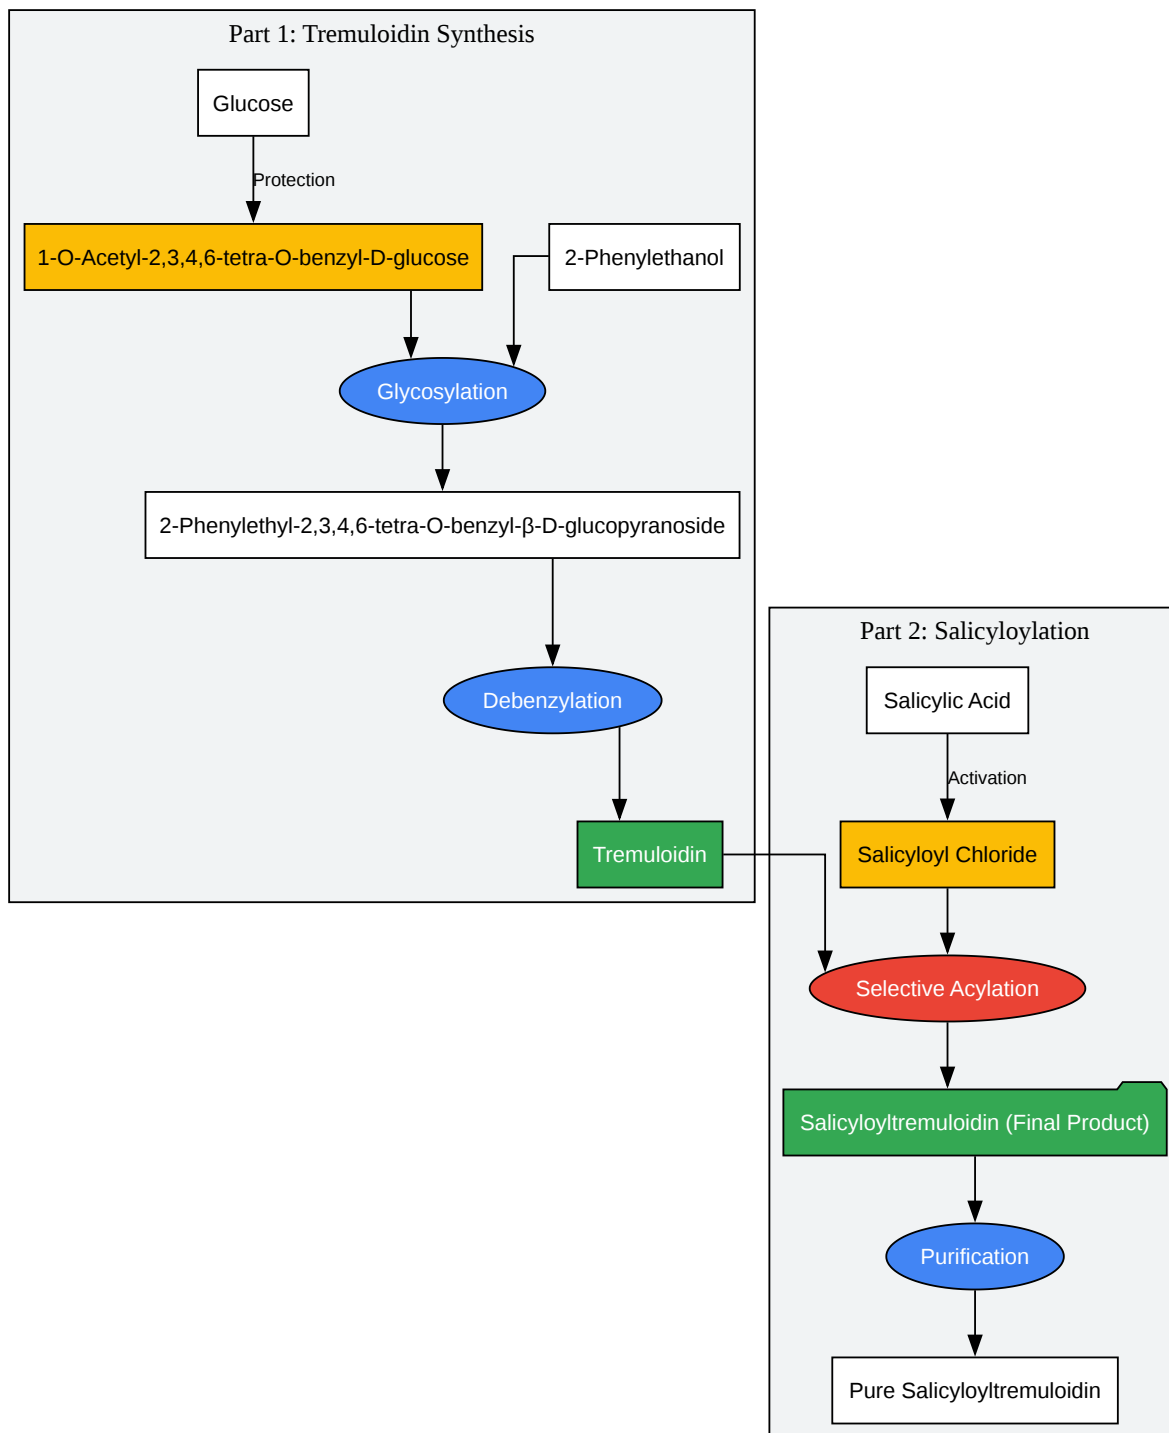 Part 1: Tremuloidin Synthesis
Glucose
Protection
1-O-Acetyl-2,3,4,6-tetra-O-benzyl-D-glucose
2-Phenylethanol
Glycosylation
2-Phenylethyl-2,3,4,6-tetra-O-benzyl-β-D-glucopyranoside
Debenzylation
Tremuloidin
Part 2: Salicyloylation
Salicylic Acid
Activation
Salicyloyl Chloride
Selective Acylation
Salicyloyltremuloidin (Final Product)
Purification
Pure Salicyloyltremuloidin